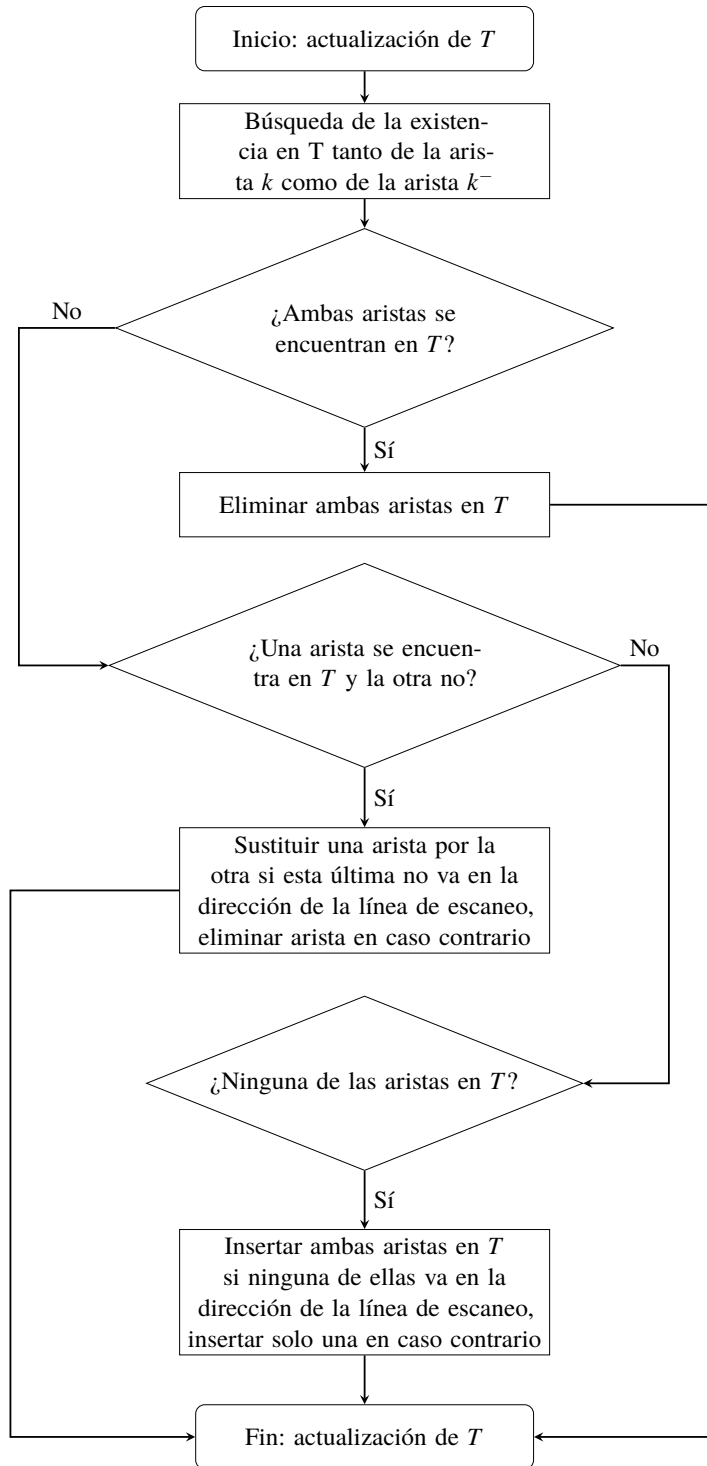 Inicio: actualización de T
Búsqueda de la existen-
cia en T tanto de la aris-
ta k como de la arista k⁻
¿Ambas aristas se
encuentran en T?
No
Sí
Eliminar ambas aristas en T
¿Una arista se encuen-
tra en T y la otra no?
No
Sí
Sustituir una arista por la
otra si esta última no va en la
dirección de la línea de escaneo,
eliminar arista en caso contrario
¿Ninguna de las aristas en T?
Sí
Insertar ambas aristas en T
si ninguna de ellas va en la
dirección de la línea de escaneo,
insertar solo una en caso contrario
Fin: actualización de T